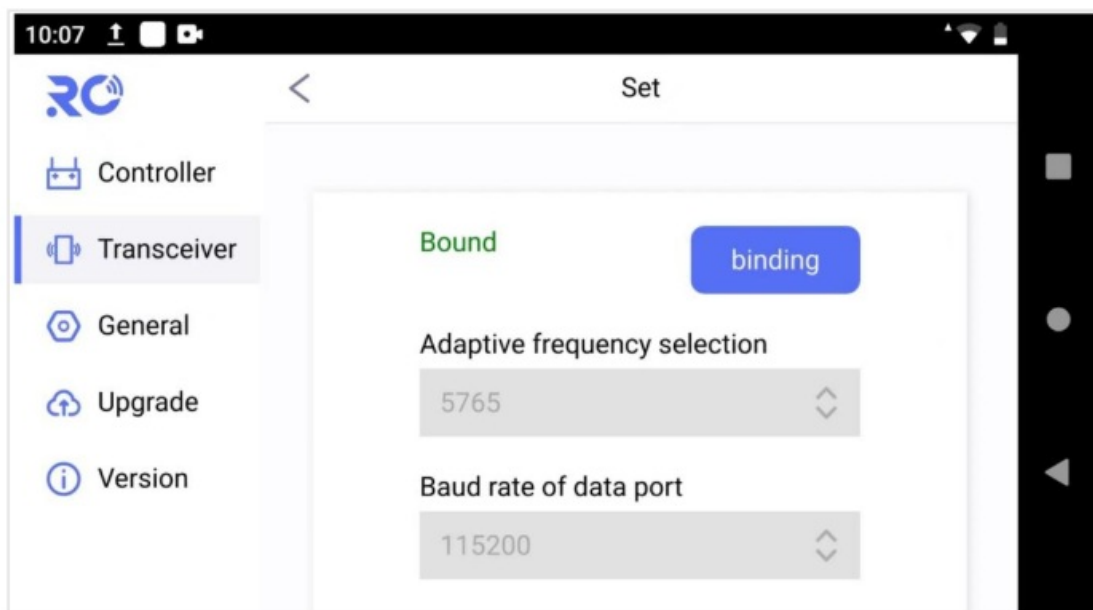 10:07
RC
Set
Controller
Transceiver
General
Upgrade
Version
Bound
binding
Adaptive frequency selection
5765
Baud rate of data port
115200